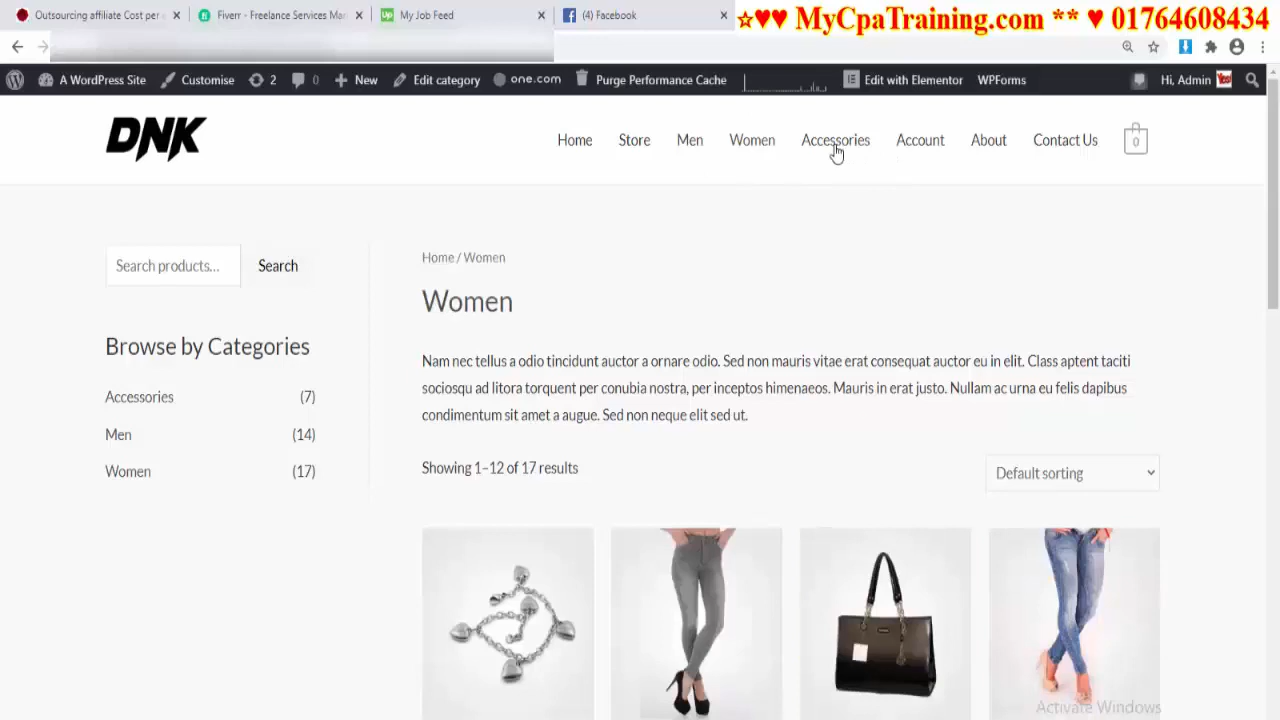 Outsourcing affiliate Cost per
Fiverr - Freelance Services Mar
My Job Feed
(4) Facebook
☆♥♥ MyCpaTraining.com ** ♥ 01764608434
A WordPress Site
Customise
2
0
New
Edit category
one.com
Purge Performance Cache
Edit with Elementor
WPForms
Hi, Admin
DNK
Home
Store
Men
Women
Accessories
Account
About
Contact Us
0
Search products...
Search
Home / Women
Women
Browse by Categories
Nam nec tellus a odio tincidunt auctor a ornare odio. Sed non mauris vitae erat consequat auctor eu in elit. Class aptent taciti
sociosqu ad litora torquent per conubia nostra, per inceptos himenaeos. Mauris in erat justo. Nullam ac urna eu felis dapibus
condimentum sit amet a augue. Sed non neque elit sed ut.
Accessories (7)
Men (14)
Women (17)
Showing 1–12 of 17 results
Default sorting
Activate Windows